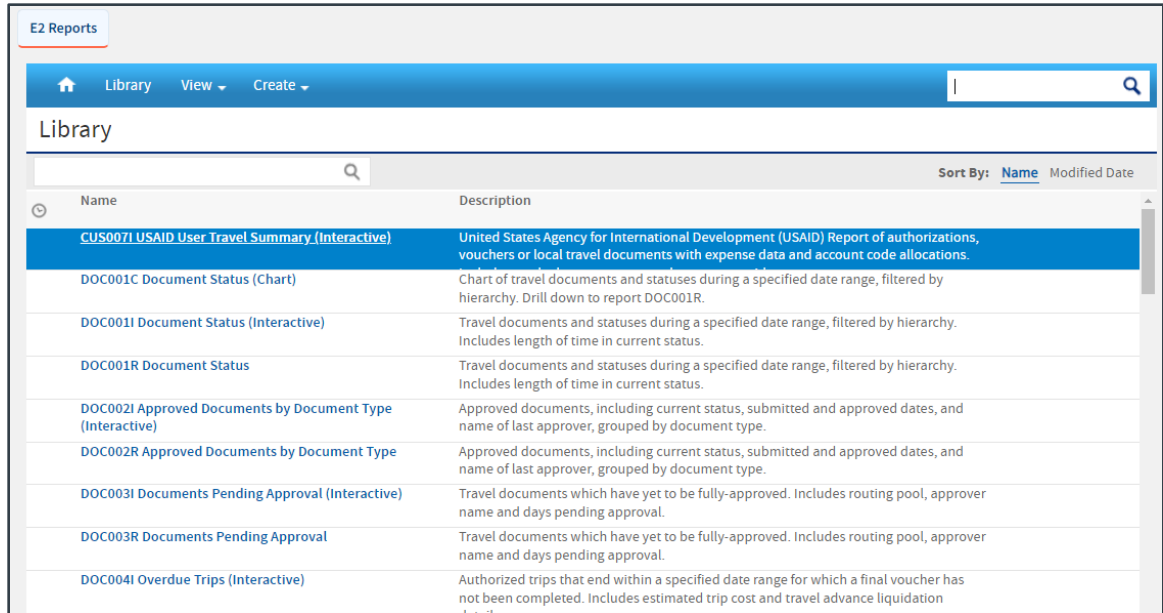 E2 Reports
Library View Create
Library
Sort By: Name Modified Date
Name Description
CUS007I USAID User Travel Summary (Interactive)
United States Agency for International Development (USAID) Report of authorizations,
vouchers or local travel documents with expense data and account code allocations.
DOC001C Document Status (Chart)
Chart of travel documents and statuses during a specified date range, filtered by
hierarchy. Drill down to report DOC001R.
DOC001I Document Status (Interactive)
Travel documents and statuses during a specified date range, filtered by hierarchy.
Includes length of time in current status.
DOC001R Document Status
Travel documents and statuses during a specified date range, filtered by hierarchy.
Includes length of time in current status.
DOC002I Approved Documents by Document Type
(Interactive)
Approved documents, including current status, submitted and approved dates, and
name of last approver, grouped by document type.
DOC002R Approved Documents by Document Type
Approved documents, including current status, submitted and approved dates, and
name of last approver, grouped by document type.
DOC003I Documents Pending Approval (Interactive)
Travel documents which have yet to be fully-approved. Includes routing pool, approver
name and days pending approval.
DOC003R Documents Pending Approval
Travel documents which have yet to be fully-approved. Includes routing pool, approver
name and days pending approval.
DOC004I Overdue Trips (Interactive)
Authorized trips that end within a specified date range for which a final voucher has
not been completed. Includes estimated trip cost and travel advance liquidation